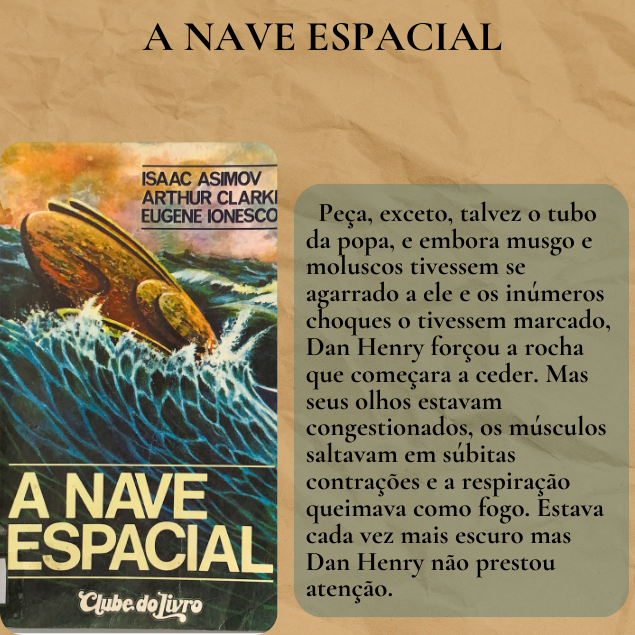 A NAVE ESPACIAL
ISAAC ASIMOV
ARTHUR CLARK
EUGENE IONESCO
A NAVE
ESPACIAL
Clube do Livro
Peça, exceto, talvez o tubo
da popa, e embora musgo e
moluscos tivessem se
agarrado a ele e os inúmeros
choques o tivessem marcado,
Dan Henry forçou a rocha
que começara a ceder. Mas
seus olhos estavam
congestionados, os músculos
saltavam em súbitas
contrações e a respiração
queimava como fogo. Estava
cada vez mais escuro mas
Dan Henry não prestou
atenção.